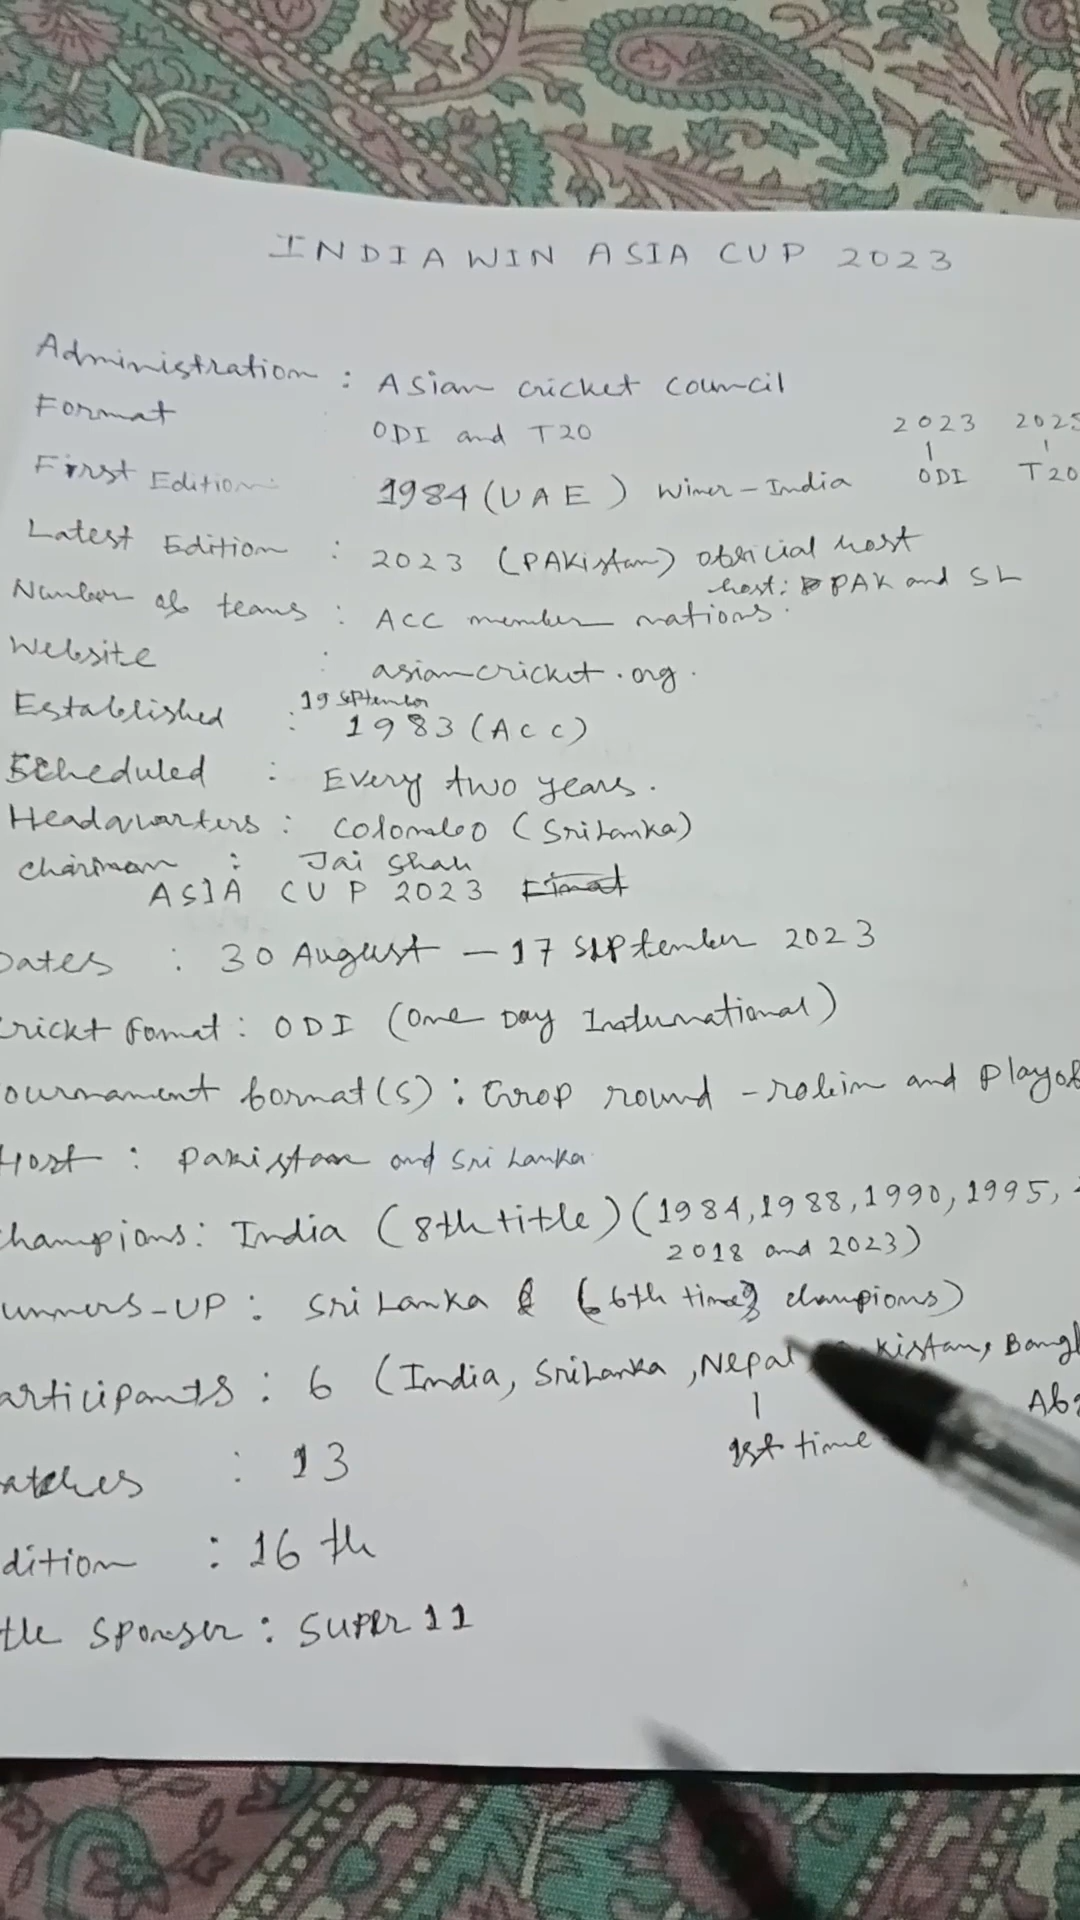 INDIA WIN ASIA CUP 2023
Administration : Asian cricket council
Format ODI and T20 2023 2025
ODI T20
First Edition: 1984 (UAE) Winer - India
Latest Edition : 2023 (PAKistan) official host
host: PAK and SL
Number of teams : ACC member nations.
Website : asiancricket.org.
Established : 19 september
1983 (ACC)
Scheduled : Every two years.
Headquarters : Colombo (SriLanka)
chairman : Jai Shah
ASIA CUP 2023
Dates : 30 August - 17 September 2023
Crickt Fomat : ODI (One Day International)
ournament format(s) : Grop round - robin and Playof
Host : Pakistan and Sri Lanka
hampions : India (8th title) (1984, 1988, 1990, 1995,
2018 and 2023)
unners-UP : Sri Lanka (6th time champions)
articipants : 6 (India, SriLanka, Nepal, kistan, Bangl
1st time
atches : 13
dition : 16 th
tle Sponser : SUPER 11